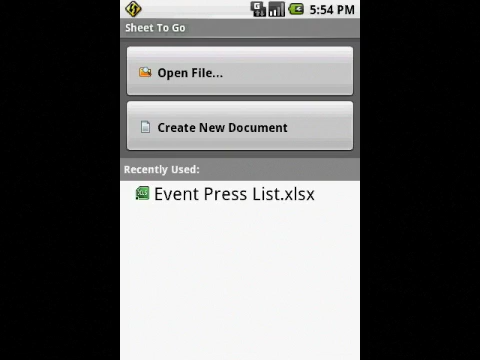 5:54 PM
Sheet To Go
Open File...
Create New Document
Recently Used:
Event Press List.xlsx